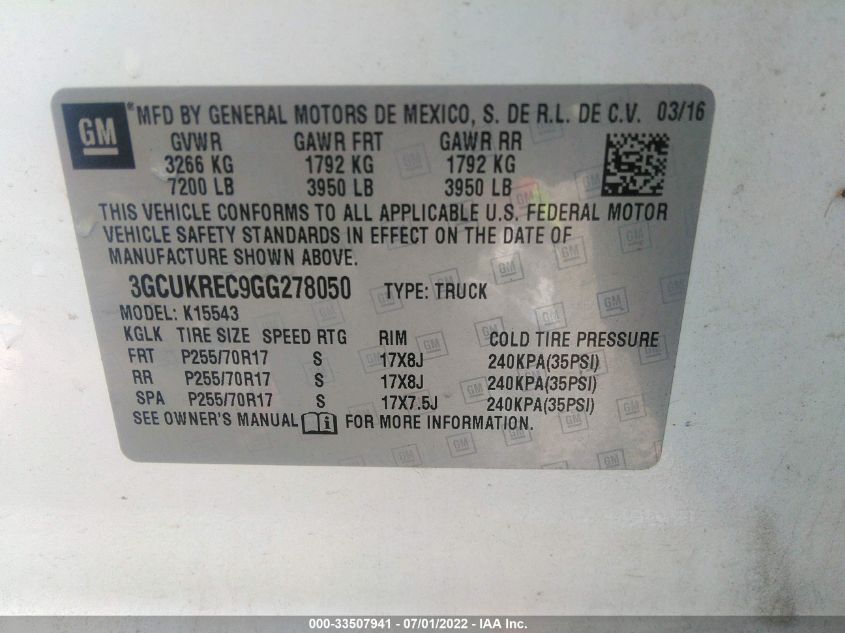 GM ® MFD BY GENERAL MOTORS DE MEXICO, S. DE R.L. DE C.V. 03/16
GVWR GAWR FRT GAWR RR
3266 KG 1792 KG 1792 KG
7200 LB 3950 LB 3950 LB
THIS VEHICLE CONFORMS TO ALL APPLICABLE U.S. FEDERAL MOTOR
VEHICLE SAFETY STANDARDS IN EFFECT ON THE DATE OF
MANUFACTURE SHOWN ABOVE.
3GCUKREC9GG278050 TYPE: TRUCK
MODEL: K15543
KGLK TIRE SIZE SPEED RTG RIM COLD TIRE PRESSURE
FRT P255/70R17 S 17X8J 240KPA(35PSI)
RR P255/70R17 S 17X8J 240KPA(35PSI)
SPA P255/70R17 S 17X7.5J 240KPA(35PSI)
SEE OWNER'S MANUAL i FOR MORE INFORMATION.
000-33507941 - 07/01/2022 - IAA Inc.